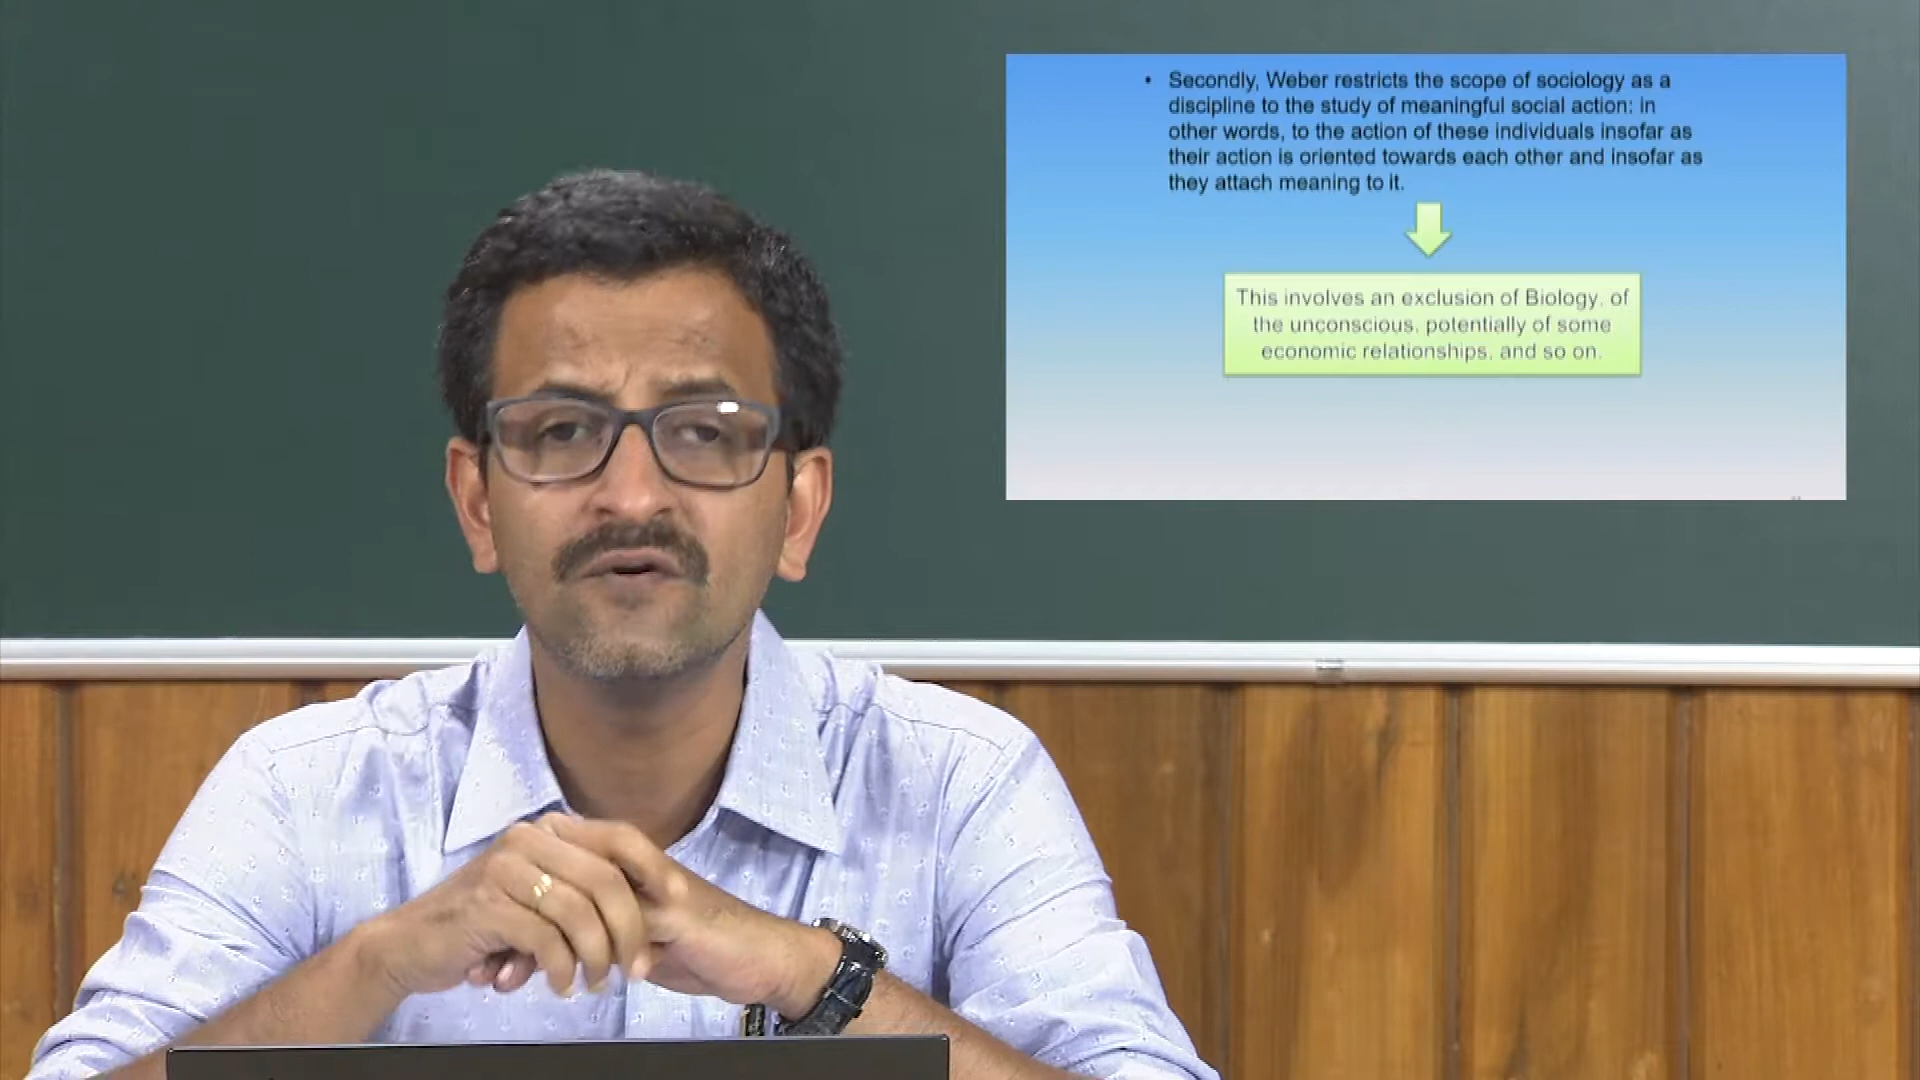 • Secondly, Weber restricts the scope of sociology as a
discipline to the study of meaningful social action: in
other words, to the action of these individuals insofar as
their action is oriented towards each other and insofar as
they attach meaning to it.
This involves an exclusion of Biology, of
the unconscious, potentially of some
economic relationships, and so on.